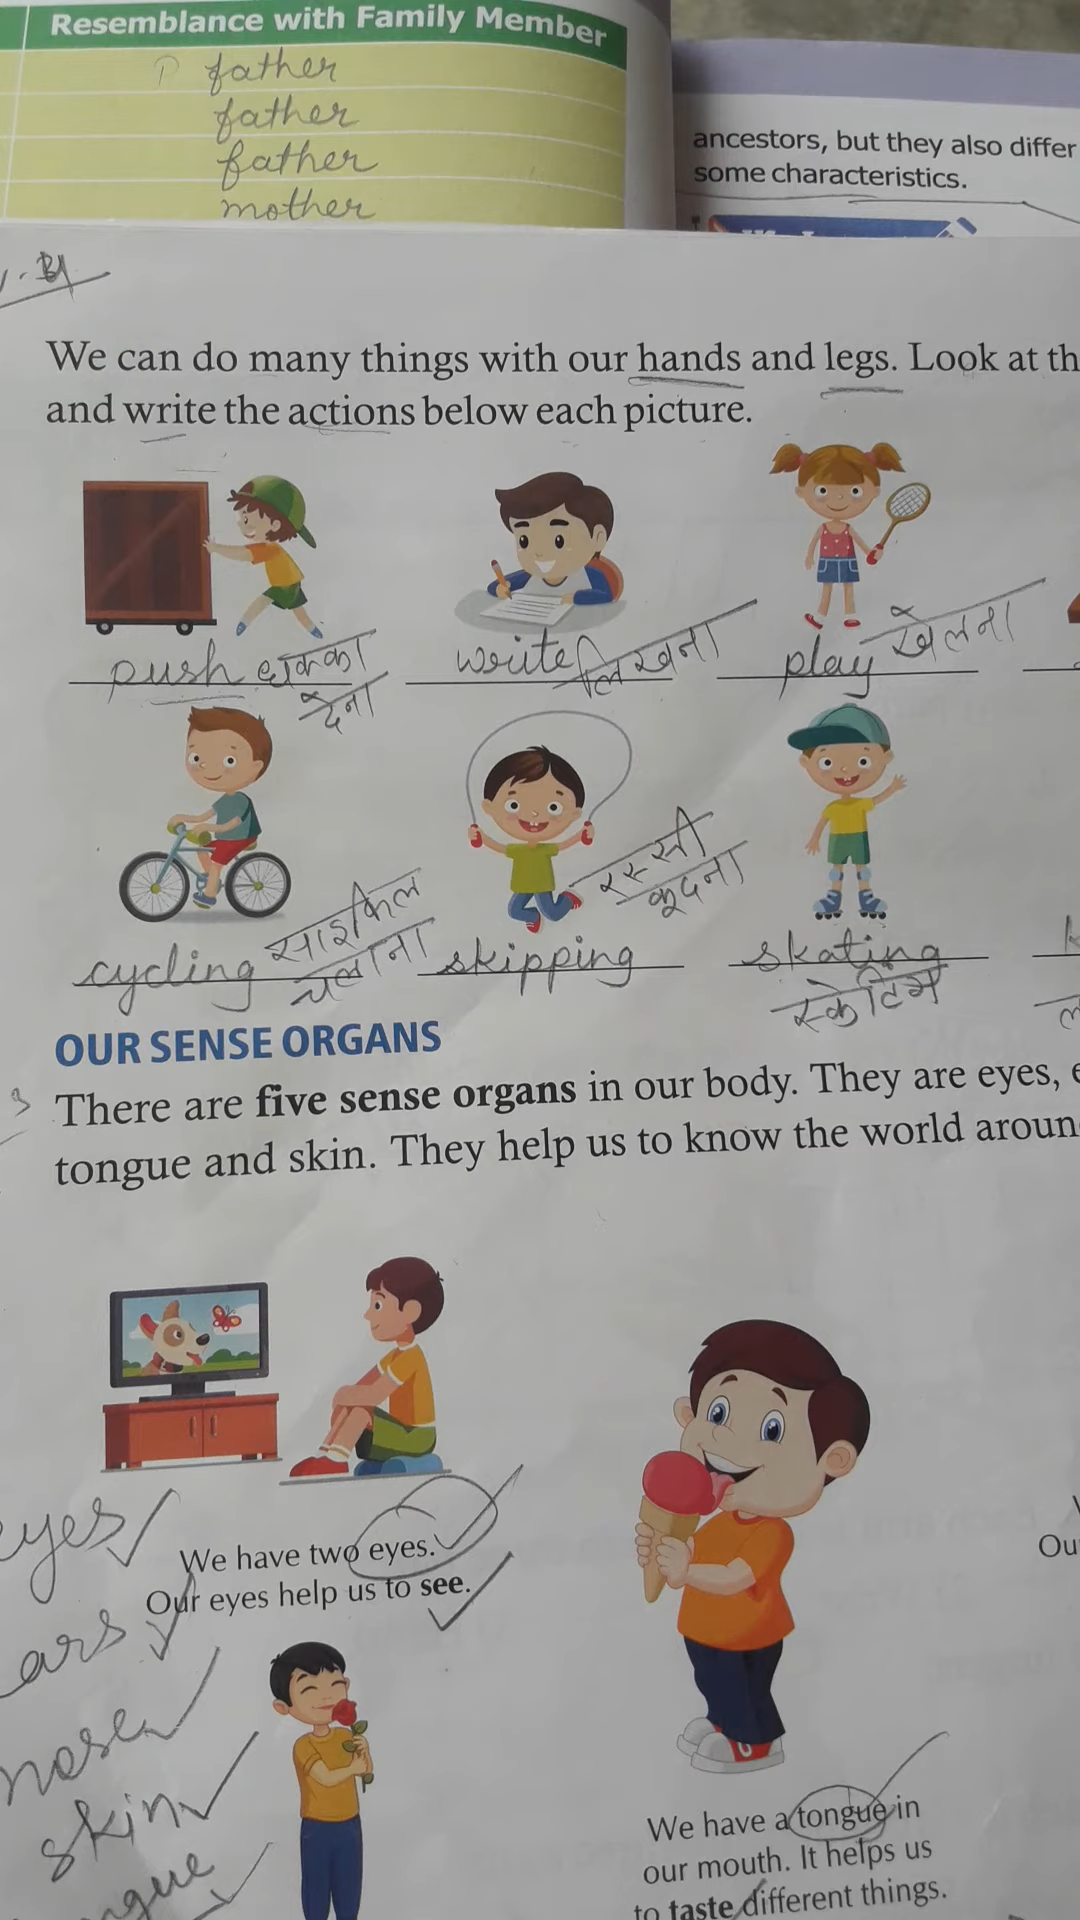 Resemblance with Family Member
father
father
father
mother
ancestors, but they also differ
some characteristics.
We can do many things with our hands and legs. Look at th
and write the actions below each picture.
push धक्का देना
write लिखना
play खेलना
cycling साइकिल चलाना
skipping रस्सी कूदना
skating स्केटिंग
OUR SENSE ORGANS
There are five sense organs in our body. They are eyes, e
tongue and skin. They help us to know the world aroun
eyes
We have two eyes.
Our eyes help us to see.
ars
nose
skin
ngue
We have a tongue in
our mouth. It helps us
to taste different things.
Ou